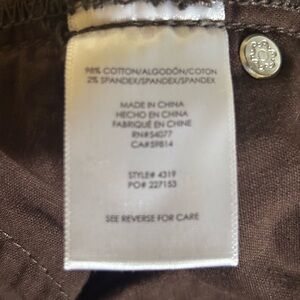 98% COTTON/ALGODÓN/COTON
2% SPANDEX/SPANDEX/SPANDEX
MADE IN CHINA
HECHO EN CHINA
FABRIQUÉ EN CHINE
RN#54077
CA#59814
STYLE# 4319
PO# 227153
SEE REVERSE FOR CARE